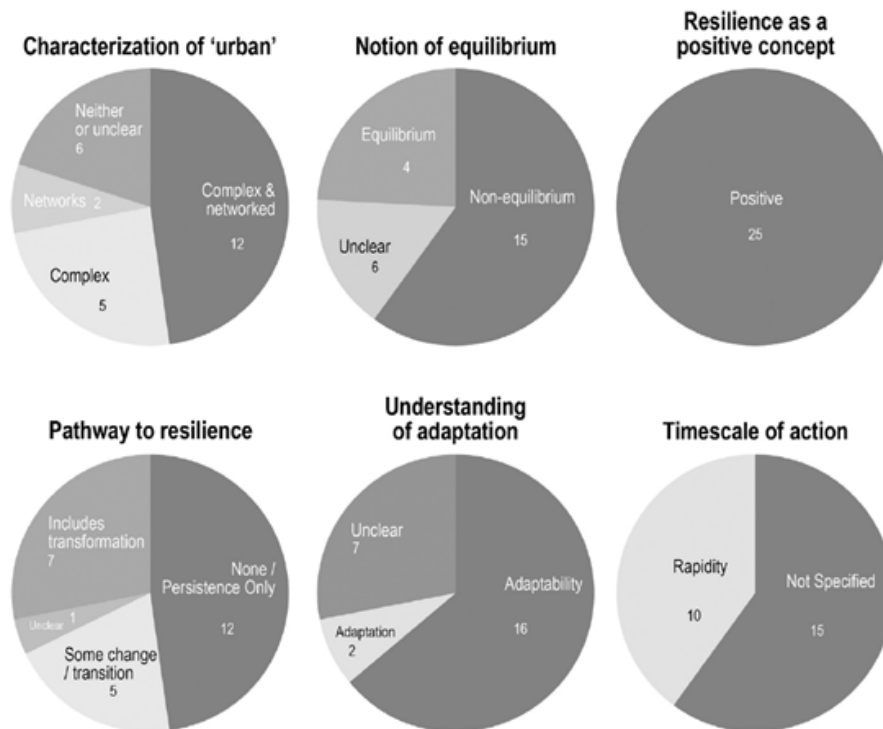 Characterization of 'urban'
Neither
or unclear
6
Networks 2
Complex
5
Complex &
networked
12
Notion of equilibrium
Equilibrium
4
Unclear
6
Non-equilibrium
15
Resilience as a
positive concept
Positive
25
Pathway to resilience
Includes
transformation
7
Unclear 1
Some change
/ transition
5
None /
Persistence Only
12
Understanding
of adaptation
Unclear
7
Adaptation
2
Adaptability
16
Timescale of action
Rapidity
10
Not Specified
15